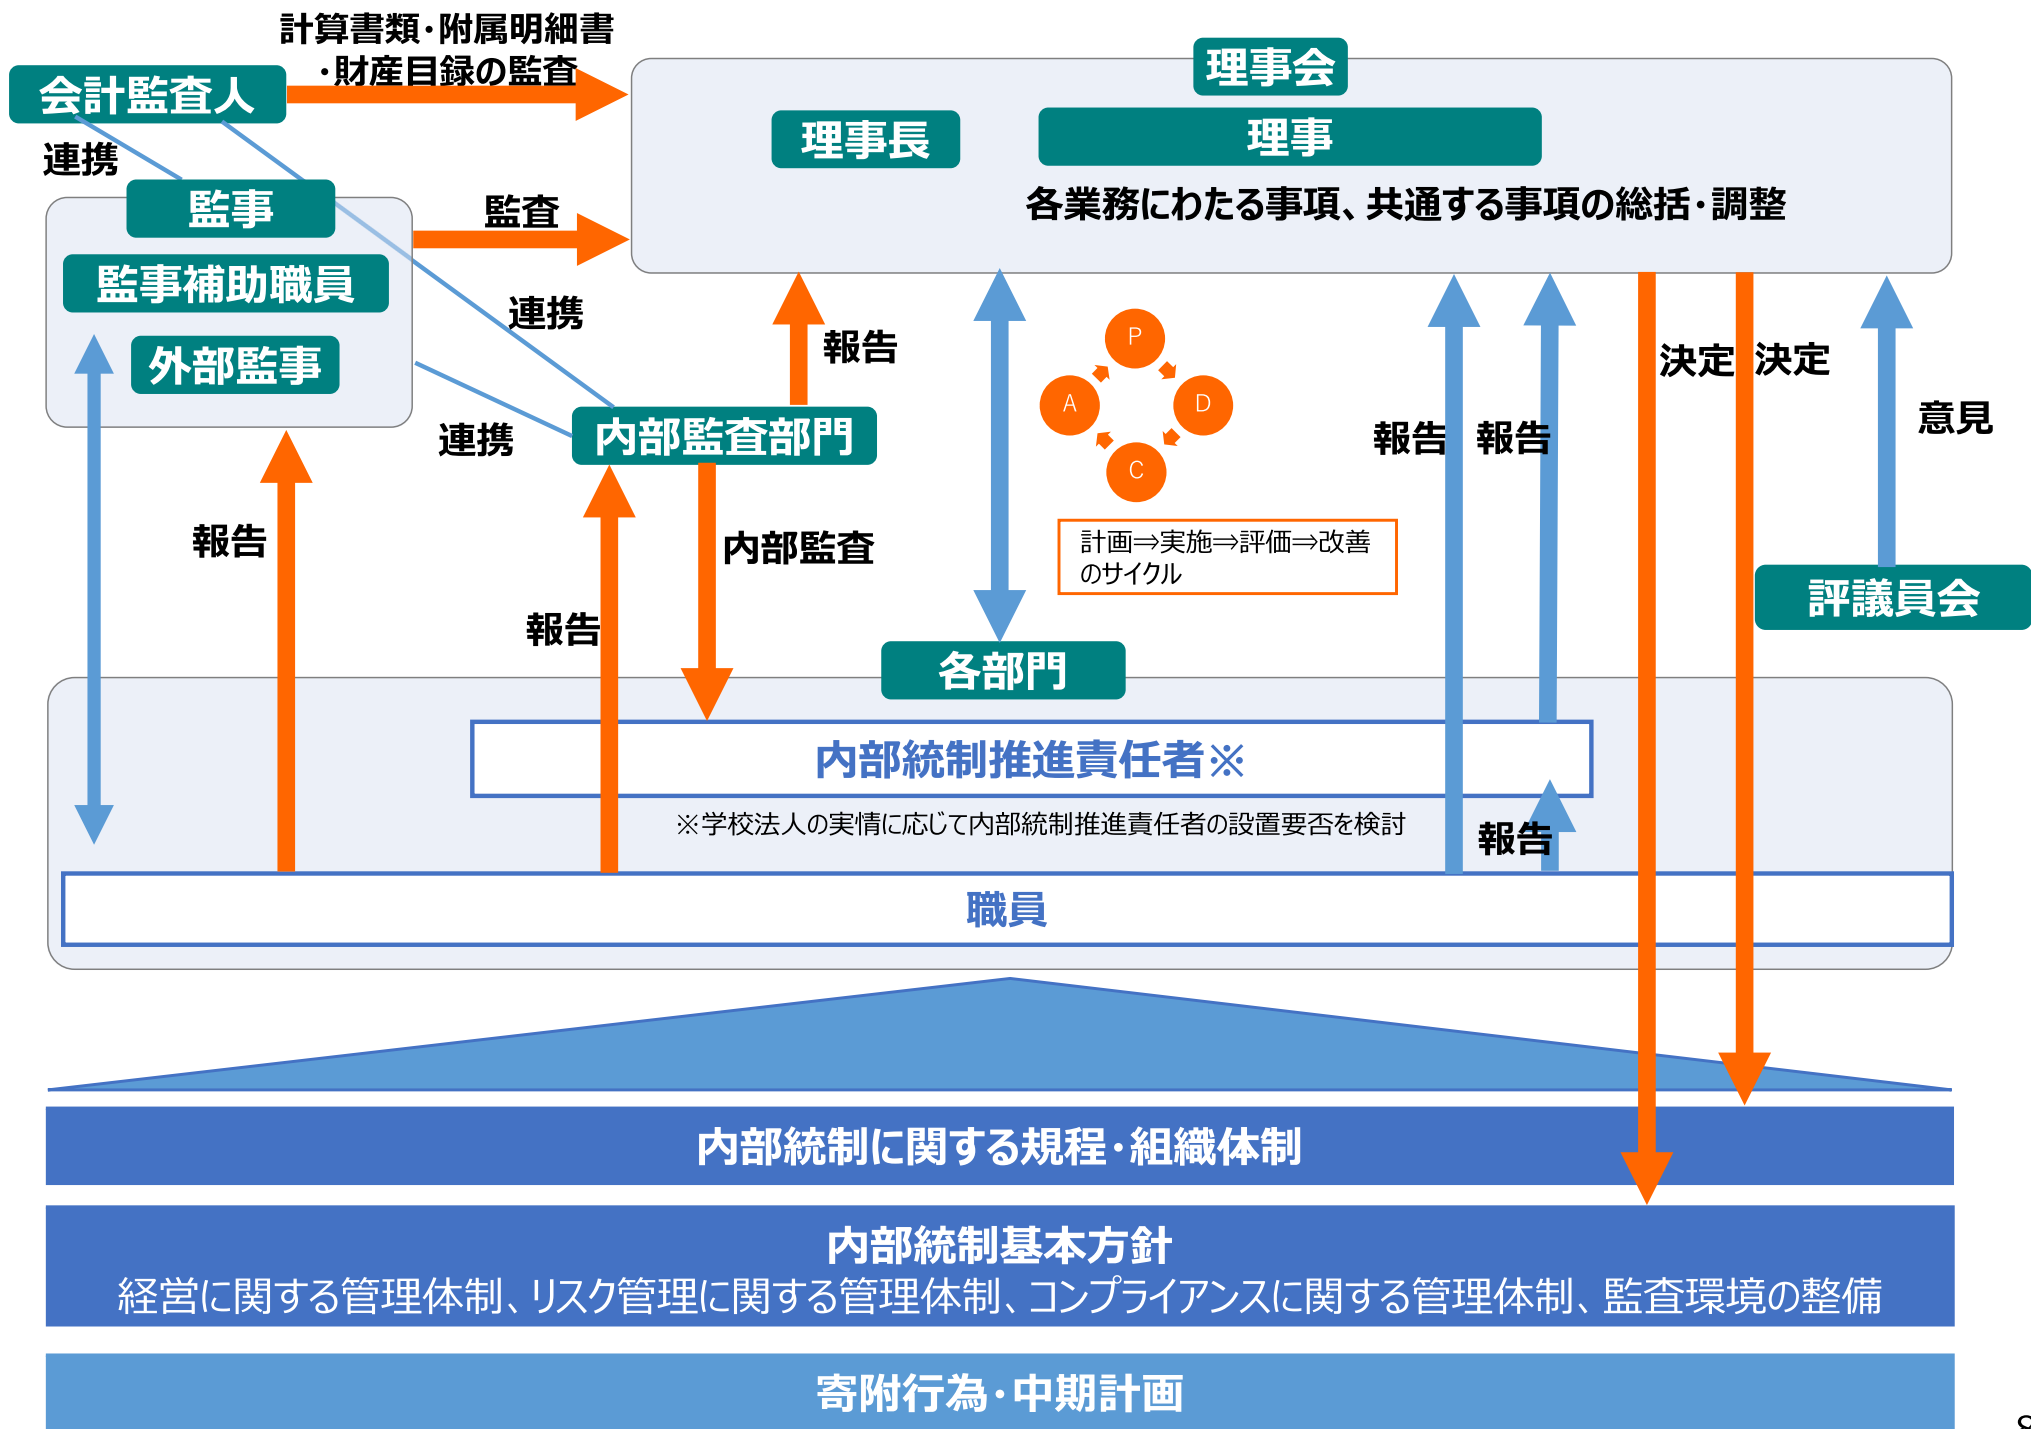 計算書類・附属明細書
・財産目録の監査
会計監査人
理事会
理事長
理事
各業務にわたる事項、共通する事項の総括・調整
連携
監事
監査
監事補助職員
外部監事
連携
連携
内部監査部門
報告
P
A
D
C
計画⇒実施⇒評価⇒改善
のサイクル
報告
報告
決定
決定
意見
報告
報告
内部監査
評議員会
各部門
内部統制推進責任者※
※学校法人の実情に応じて内部統制推進責任者の設置要否を検討
報告
職員
内部統制に関する規程・組織体制
内部統制基本方針
経営に関する管理体制、リスク管理に関する管理体制、コンプライアンスに関する管理体制、監査環境の整備
寄附行為・中期計画